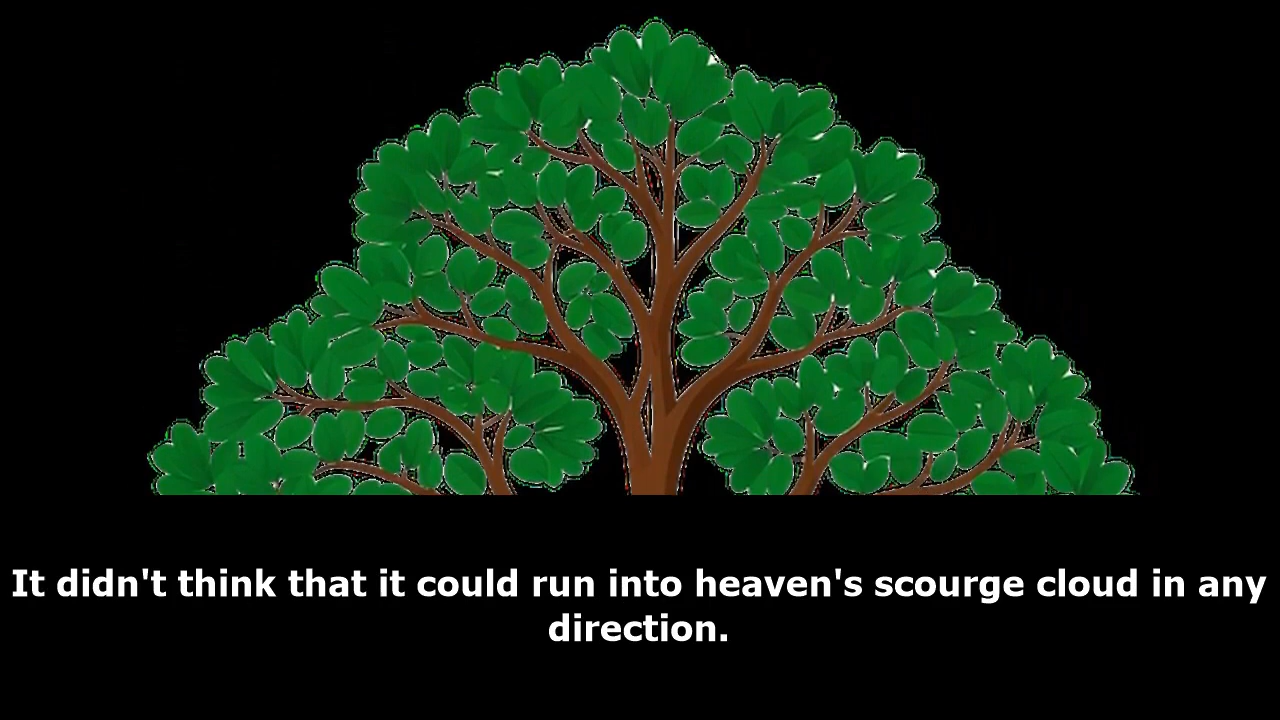 It didn't think that it could run into heaven's scourge cloud in any
direction.